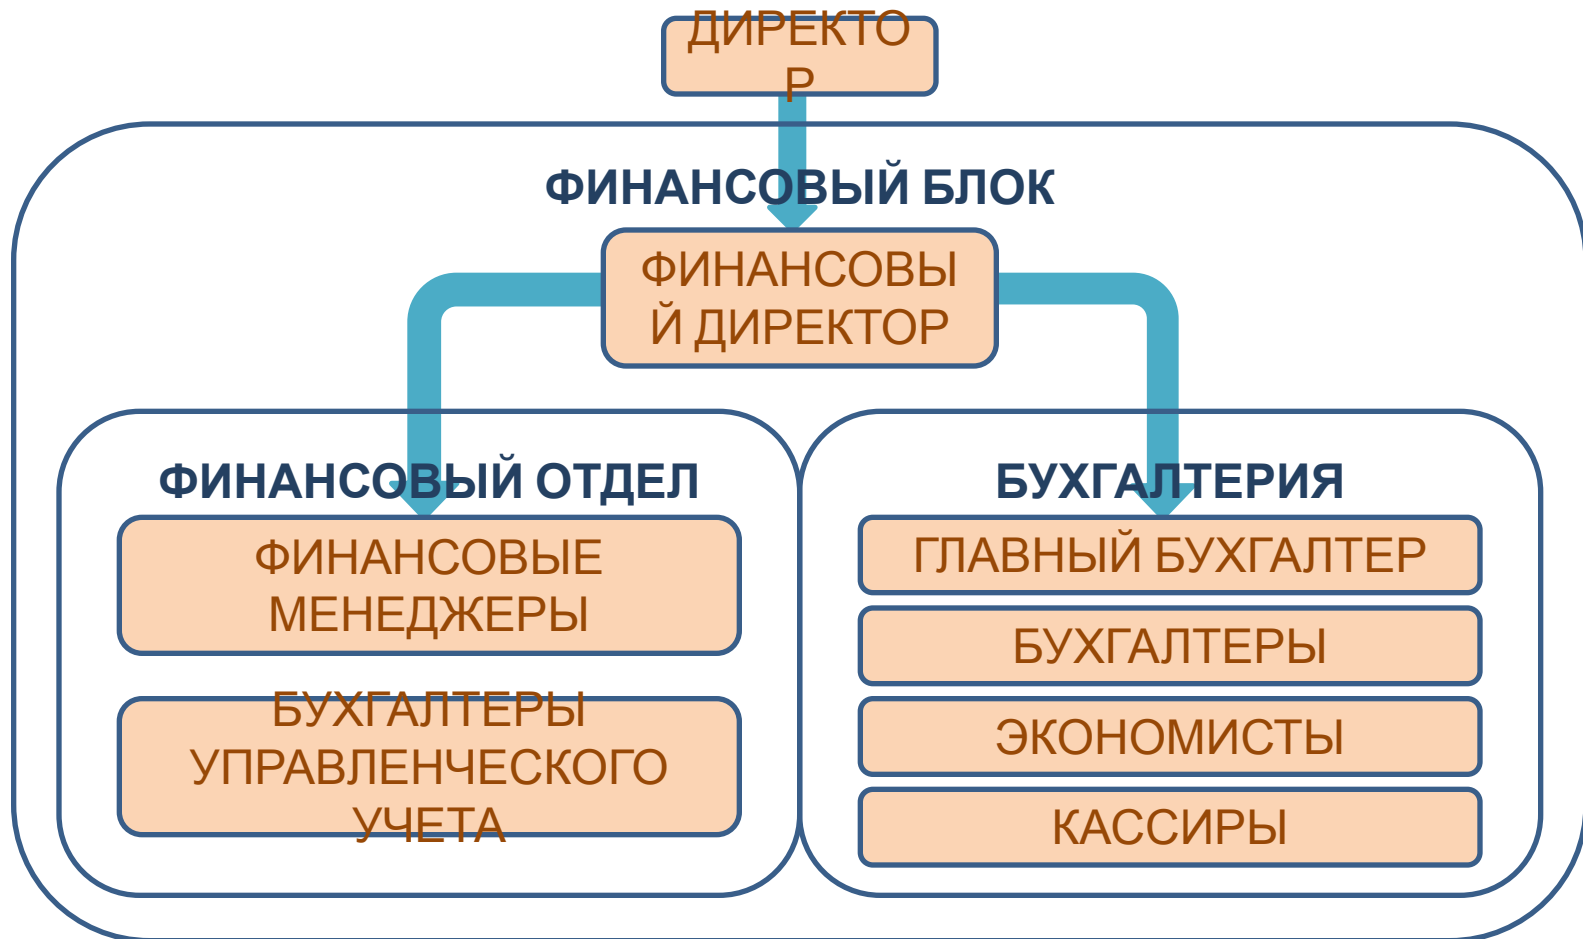 ДИРЕКТО
Р
ФИНАНСОВЫЙ БЛОК
ФИНАНСОВЫ
Й ДИРЕКТОР
ФИНАНСОВЫЙ ОТДЕЛ
ФИНАНСОВЫЕ
МЕНЕДЖЕРЫ
БУХГАЛТЕРЫ
УПРАВЛЕНЧЕСКОГО
УЧЕТА
БУХГАЛТЕРИЯ
ГЛАВНЫЙ БУХГАЛТЕР
БУХГАЛТЕРЫ
ЭКОНОМИСТЫ
КАССИРЫ